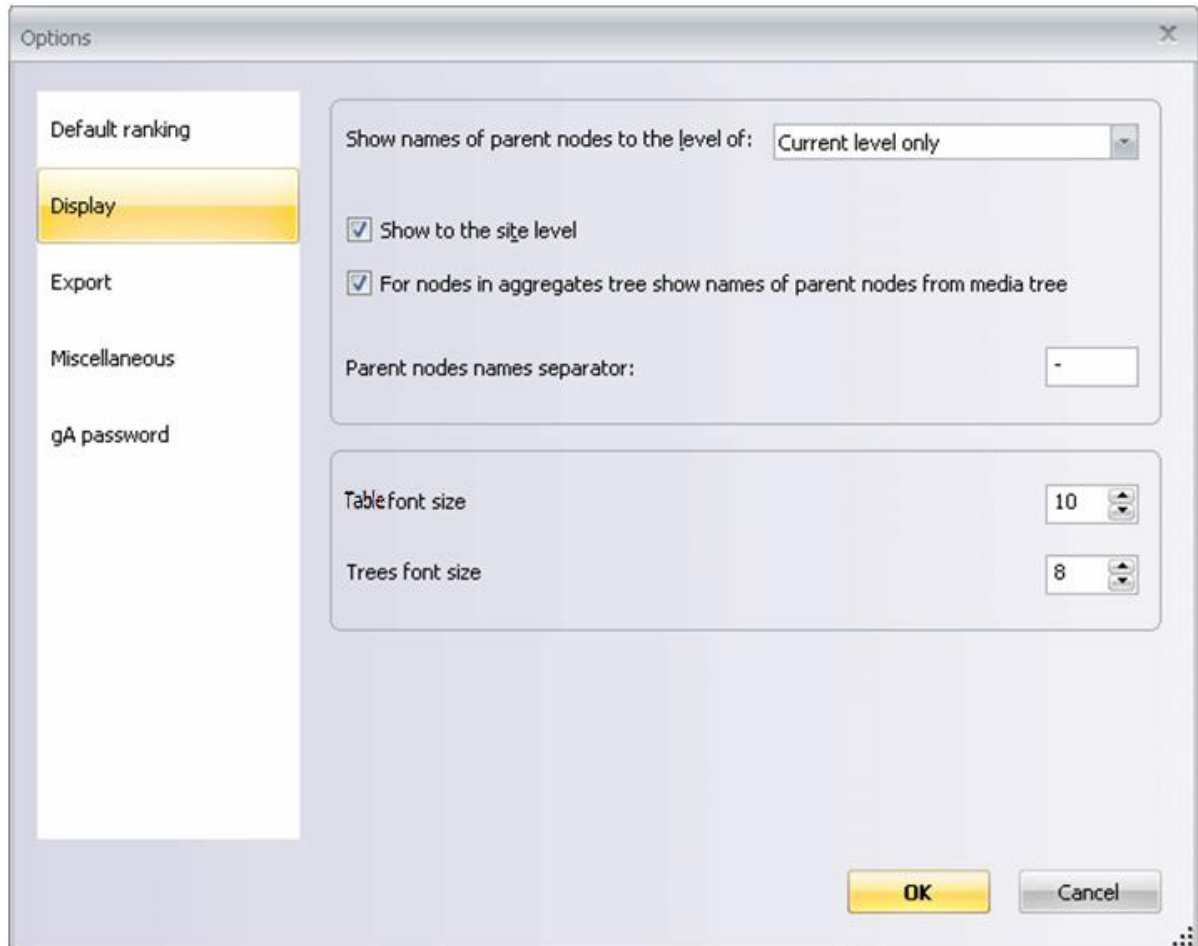 Options
Default ranking
Display
Export
Miscellaneous
gA password
Show names of parent nodes to the level of: Current level only
Show to the site level
For nodes in aggregates tree show names of parent nodes from media tree
Parent nodes names separator: -
Table font size 10
Trees font size 8
OK Cancel